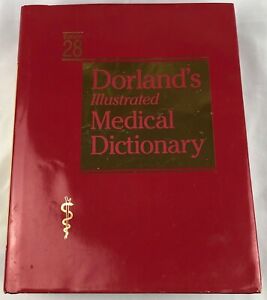 28
Dorland's
Illustrated
Medical
Dictionary